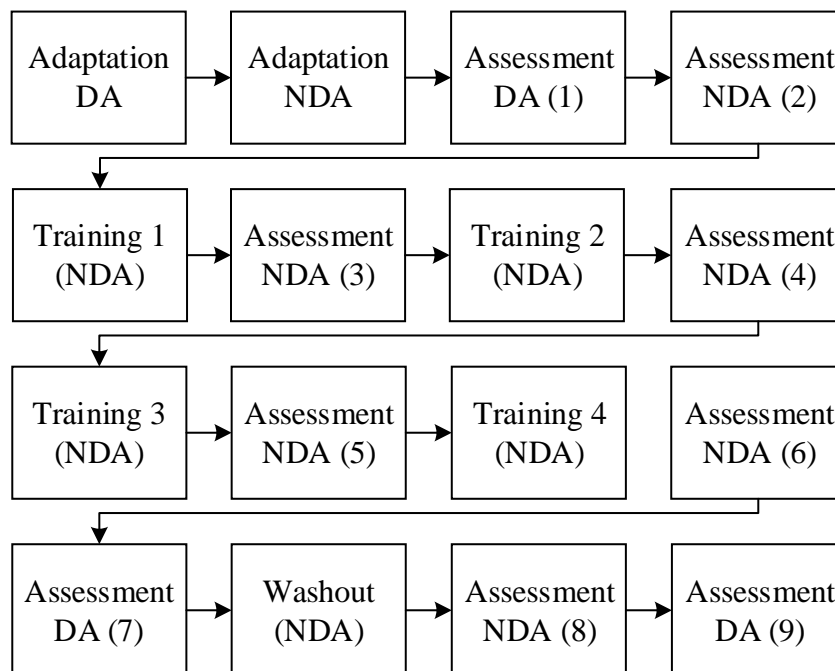 Adaptation
DA
Adaptation
NDA
Assessment
DA (1)
Assessment
NDA (2)
Training 1
(NDA)
Assessment
NDA (3)
Training 2
(NDA)
Assessment
NDA (4)
Training 3
(NDA)
Assessment
NDA (5)
Training 4
(NDA)
Assessment
NDA (6)
Assessment
DA (7)
Washout
(NDA)
Assessment
NDA (8)
Assessment
DA (9)